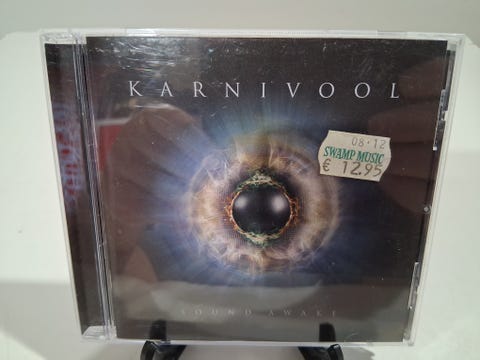 KARNIVOOL
08·12
SWAMP MUSIC
€ 12.95
SOUND AWAKE